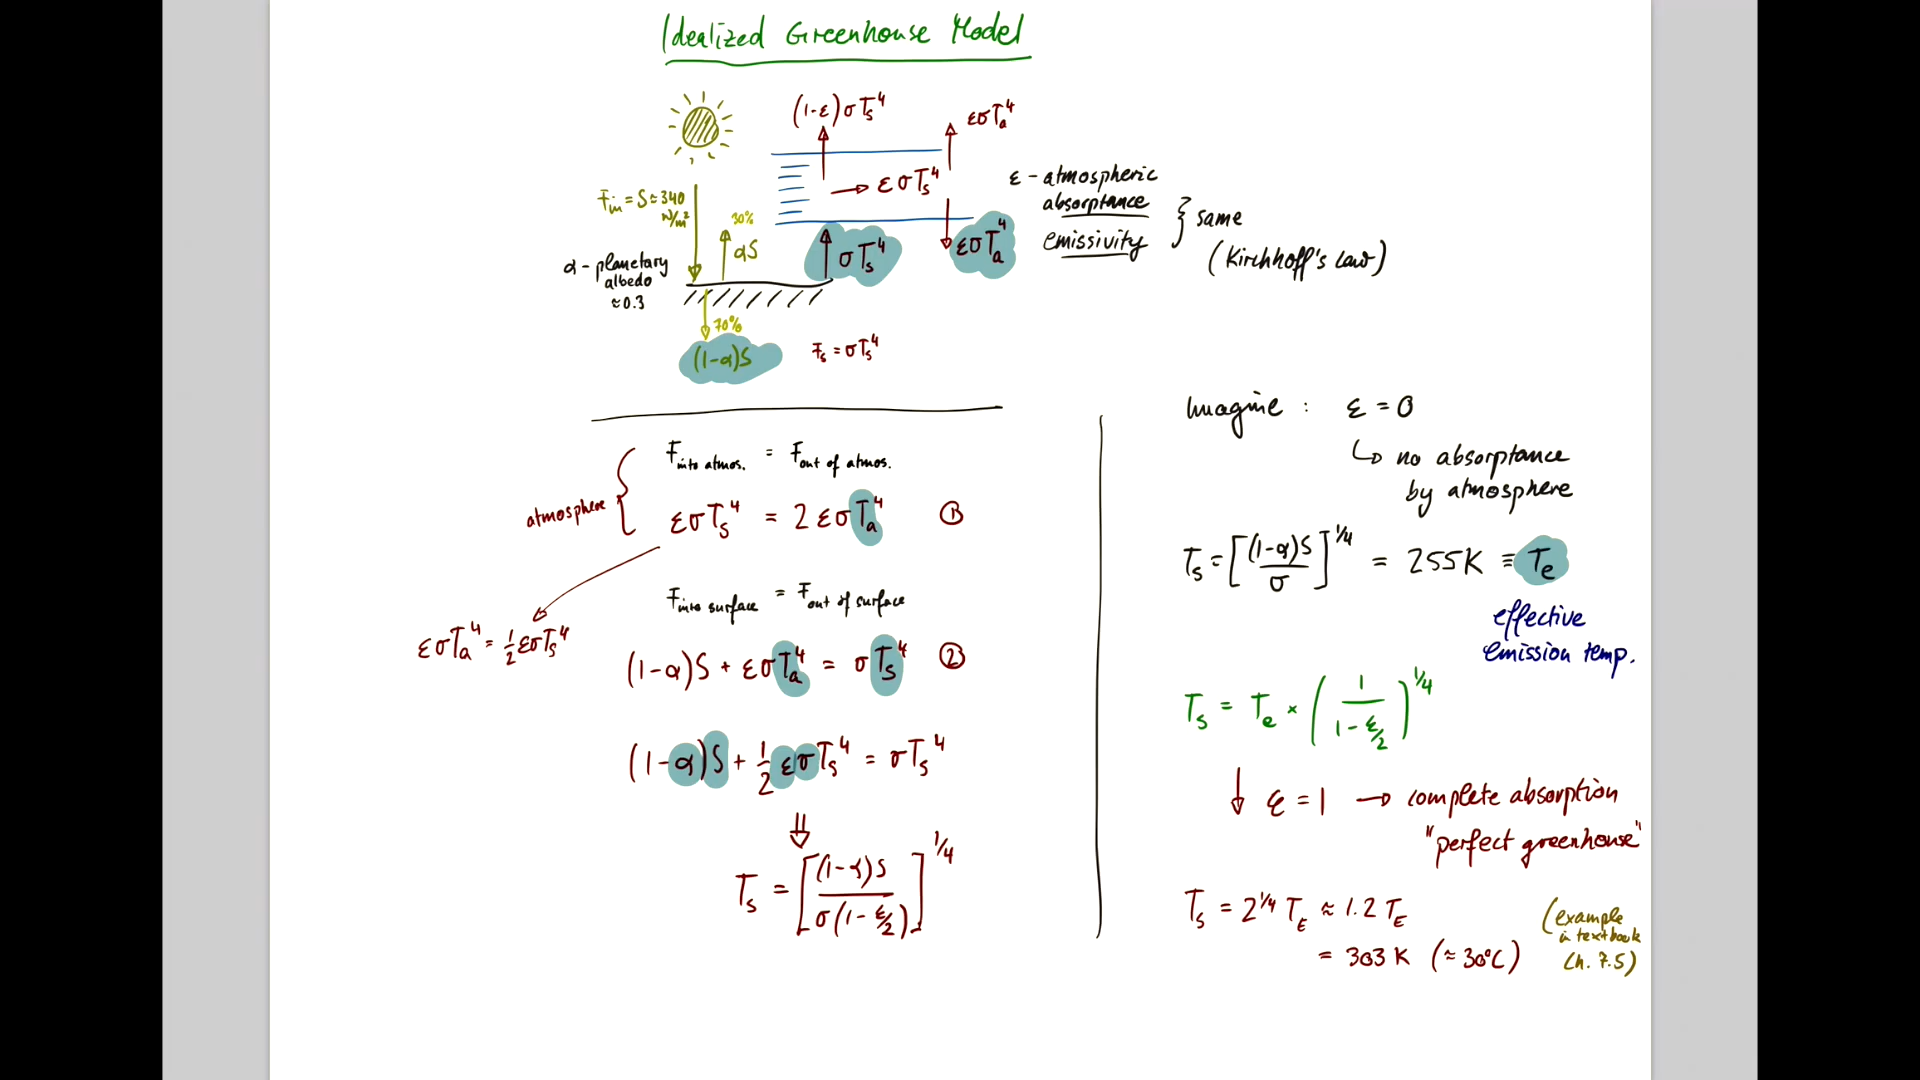 Idealized Greenhouse Model
(1-ε)σTs⁴
εσTa⁴
→ εσTs⁴
Fin = S ≈ 340
W/m²
30%
αS
σTs⁴
εσTa⁴
ε - atmospheric
absorptance
emissivity
} same
(Kirchhoff's Law)
α - planetary
albedo
≈ 0.3
70%
(1-α)S
Fs = σTs⁴
atmosphere {
Finto atmos. = Fout of atmos.
εσTs⁴ = 2εσTa⁴ ①
εσTa⁴ = ½εσTs⁴
Finto surface = Fout of surface
(1-α)S + εσTa⁴ = σTs⁴ ②
(1-α)S + ½εσTs⁴ = σTs⁴
⇓
Ts = [(1-α)S / σ(1-ε/2)]^1/4
Imagine : ε = 0
↳ no absorptance
by atmosphere
Ts = [(1-α)S / σ]^1/4 = 255K ≡ Te
effective
emission temp.
Ts = Te × (1 / 1-ε/2)^1/4
↓ ε = 1 → complete absorption
"perfect greenhouse"
Ts = 2^1/4 TE ≈ 1.2 TE
= 303 K (≈ 30°C)
(example
in textbook
Ch. 7.5)